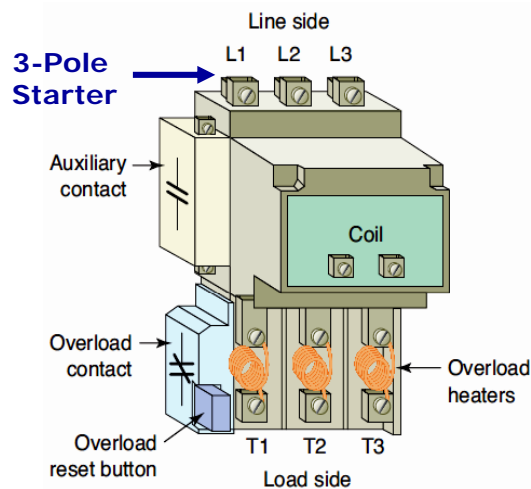 Line side
L1 L2 L3
3-Pole
Starter
Auxiliary
contact
Coil
Overload
contact
Overload
heaters
Overload
reset button
T1 T2 T3
Load side